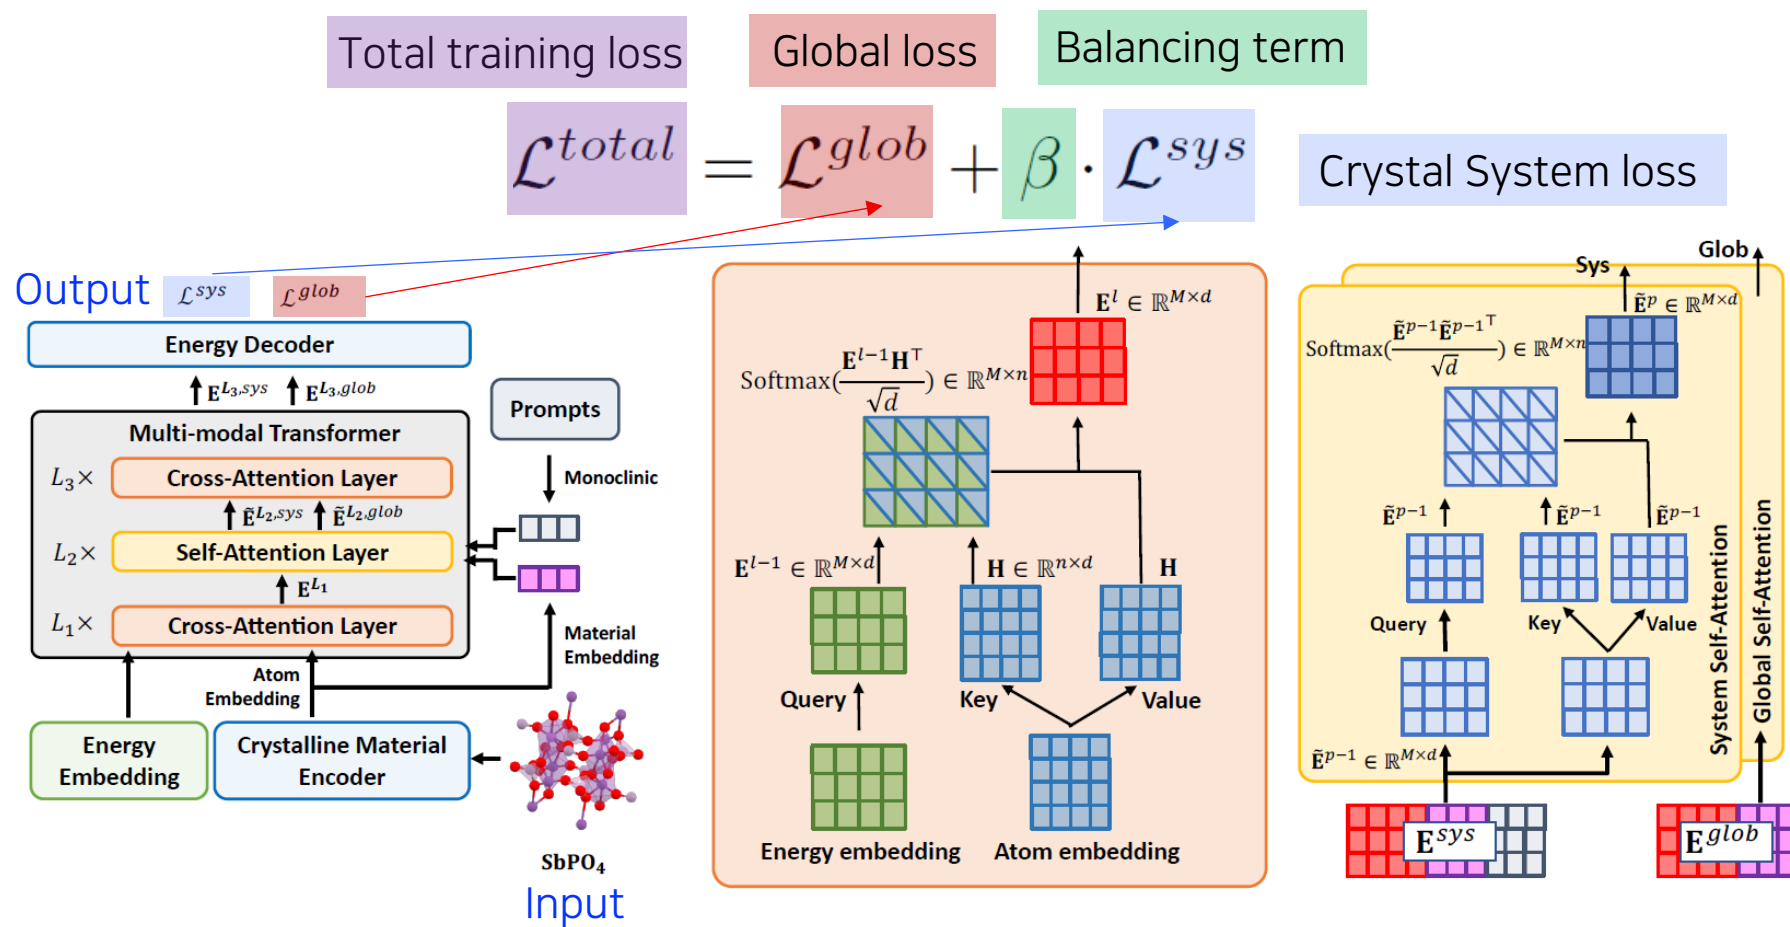 Total training loss
Global loss
Balancing term
ℒ^{total} = ℒ^{glob} + β · ℒ^{sys}
Crystal System loss
Output
ℒ^{sys}
ℒ^{glob}
Energy Decoder
E^{L₃,sys}
E^{L₃,glob}
Multi-modal Transformer
L₃×
Cross-Attention Layer
Ẽ^{L₂,sys}
Ẽ^{L₂,glob}
L₂×
Self-Attention Layer
E^{L₁}
L₁×
Cross-Attention Layer
Prompts
Monoclinic
Material
Embedding
Atom
Embedding
Energy
Embedding
Crystalline Material
Encoder
SbPO₄
Input
E^l ∈ ℝ^{M×d}
Softmax(E^{l−1}H^⊤/√d) ∈ ℝ^{M×n}
E^{l−1} ∈ ℝ^{M×d}
H ∈ ℝ^{n×d}
H
Query
Key
Value
Energy embedding
Atom embedding
Sys
Glob
Ẽ^p ∈ ℝ^{M×d}
Softmax(Ẽ^{p−1}Ẽ^{p−1⊤}/√d) ∈ ℝ^{M×n}
Ẽ^{p−1}
Ẽ^{p−1}
Ẽ^{p−1}
Query
Key
Value
Ẽ^{p−1} ∈ ℝ^{M×d}
System Self-Attention
Global Self-Attention
E^{sys}
E^{glob}